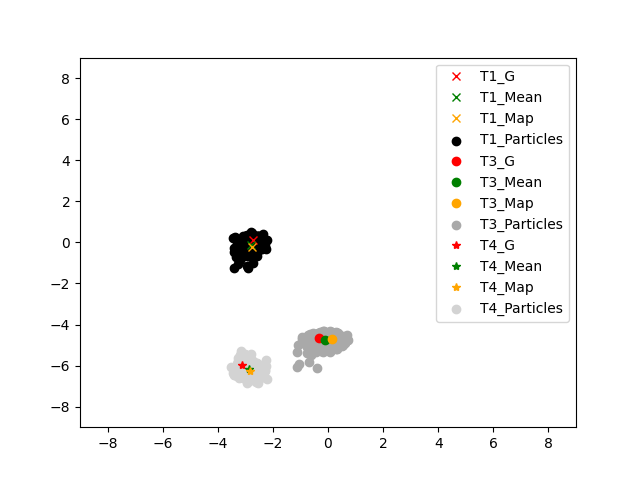 8
6
4
2
0
−2
−4
−6
−8
−8 −6 −4 −2 0 2 4 6 8
T1_G
T1_Mean
T1_Map
T1_Particles
T3_G
T3_Mean
T3_Map
T3_Particles
T4_G
T4_Mean
T4_Map
T4_Particles